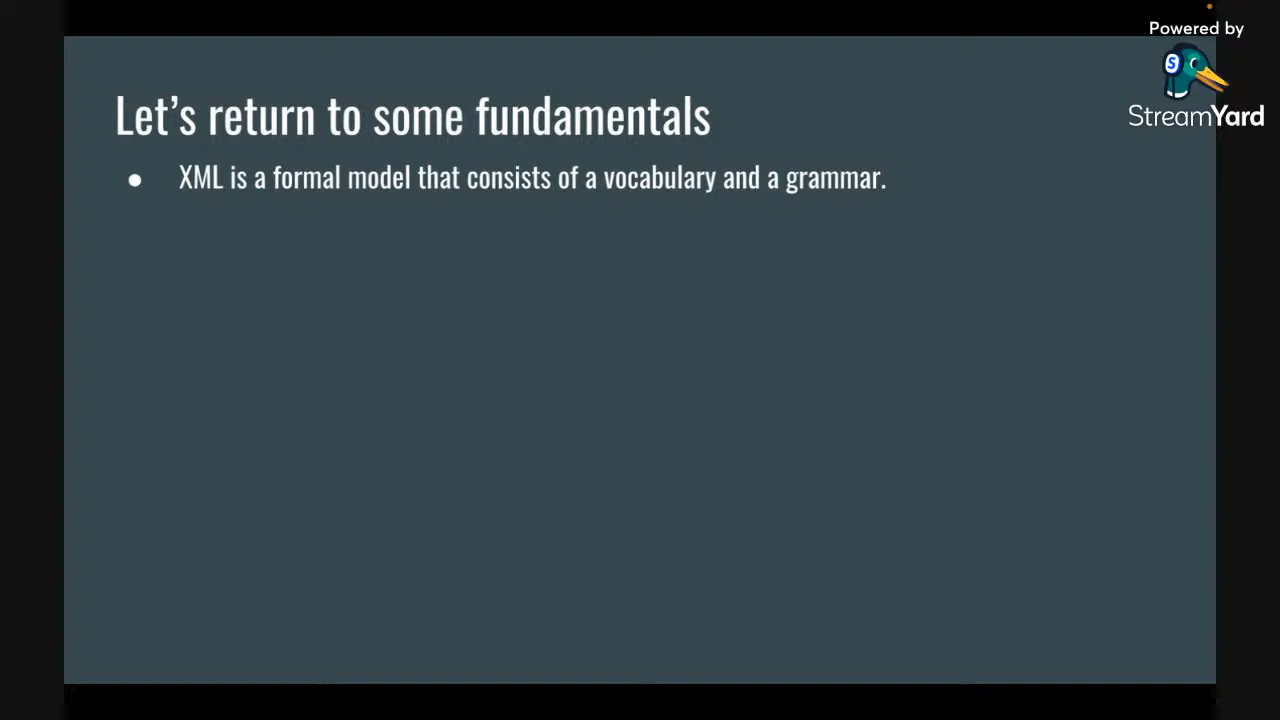 Powered by
S
StreamYard
Let's return to some fundamentals
● XML is a formal model that consists of a vocabulary and a grammar.